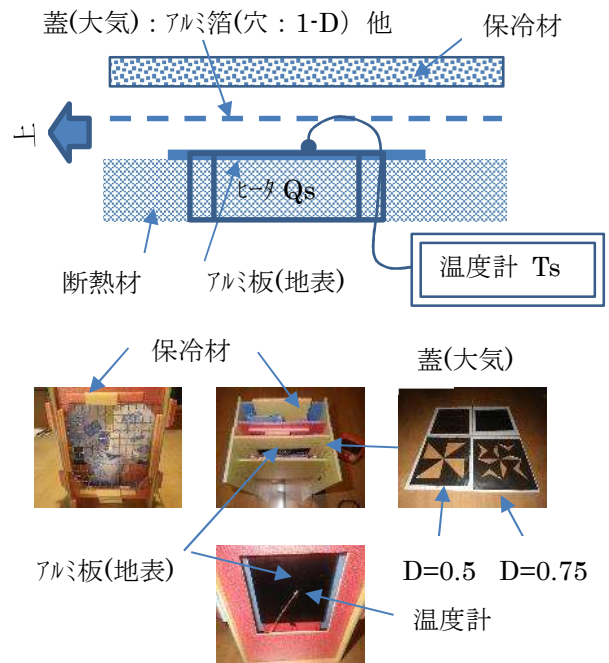 蓋(大気)：アルミ箔(穴：1-D) 他
保冷材
上
ヒータ Qs
温度計 Ts
断熱材
アルミ板(地表)
保冷材
蓋(大気)
アルミ板(地表)
D=0.5 D=0.75
温度計